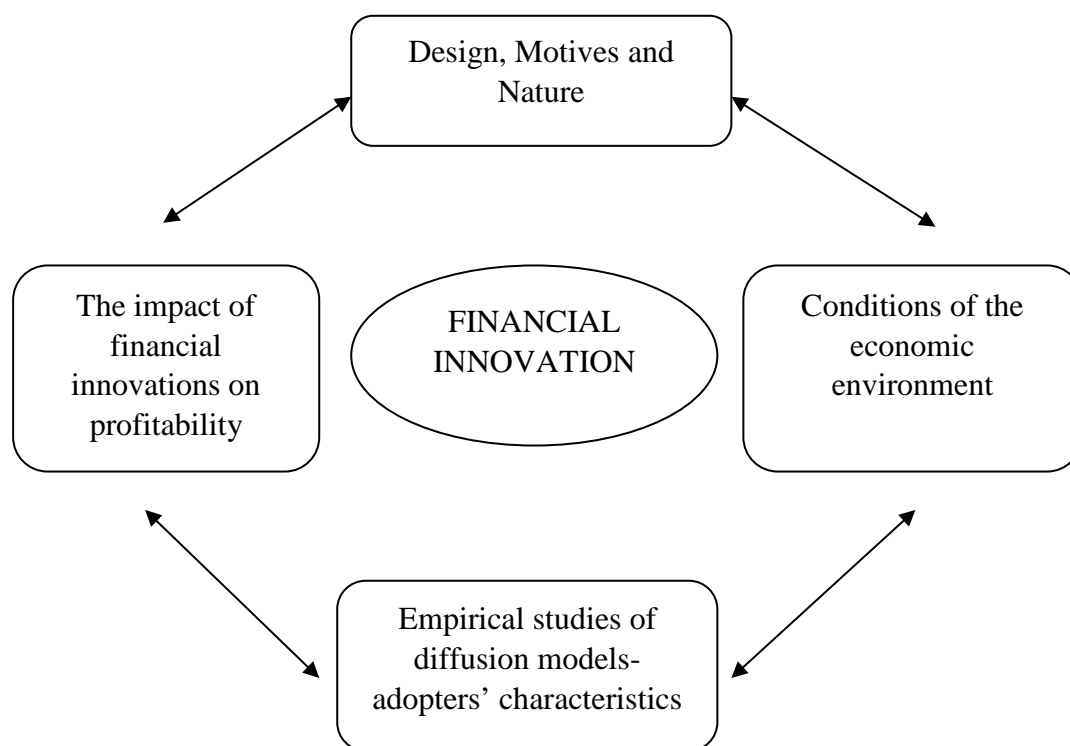 Design, Motives and
Nature
The impact of
financial
innovations on
profitability
FINANCIAL
INNOVATION
Conditions of the
economic
environment
Empirical studies of
diffusion models-
adopters’ characteristics